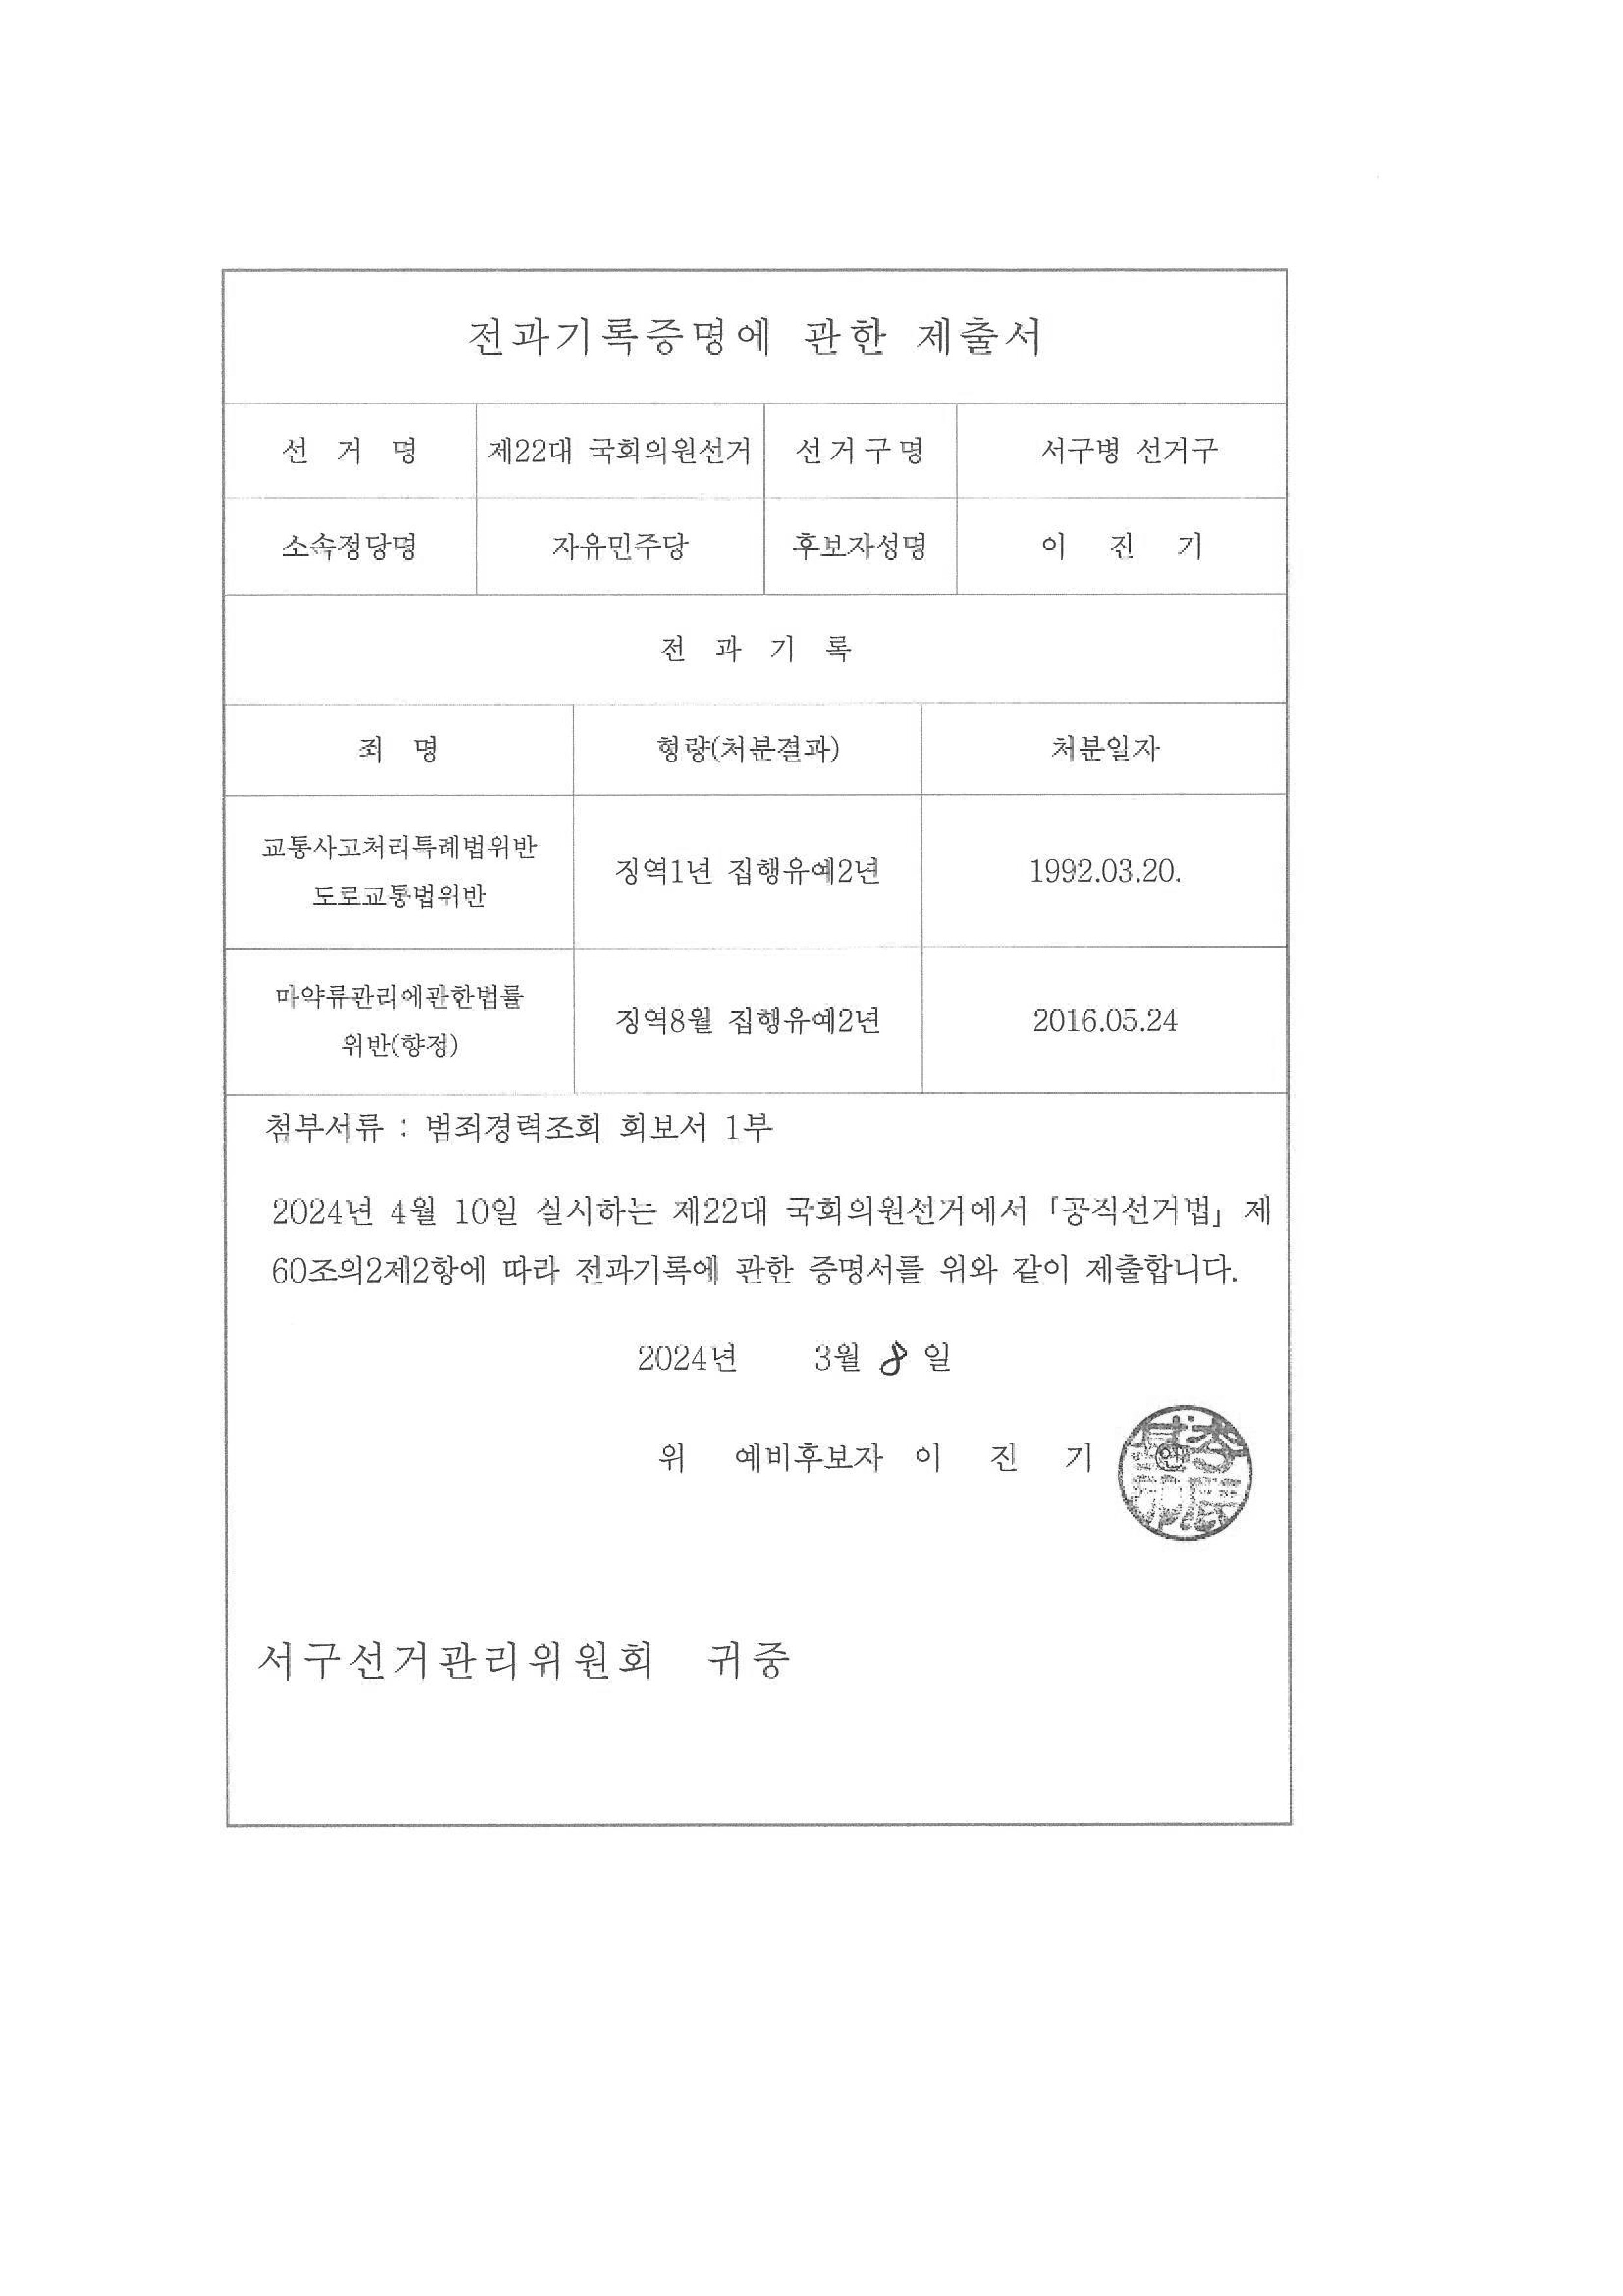 전과기록증명에 관한 제출서
선 거 명 제22대 국회의원선거 선거구명 서구병 선거구
소속정당명 자유민주당 후보자성명 이 진 기
전 과 기 록
죄 명 형량(처분결과) 처분일자
교통사고처리특례법위반
도로교통법위반
징역1년 집행유예2년 1992.03.20.
마약류관리에관한법률
위반(향정)
징역8월 집행유예2년 2016.05.24
첨부서류 : 범죄경력조회 회보서 1부
2024년 4월 10일 실시하는 제22대 국회의원선거에서 「공직선거법」 제
60조의2제2항에 따라 전과기록에 관한 증명서를 위와 같이 제출합니다.
2024년 3월 8 일
위 예비후보자 이 진 기 인
서구선거관리위원회 귀중